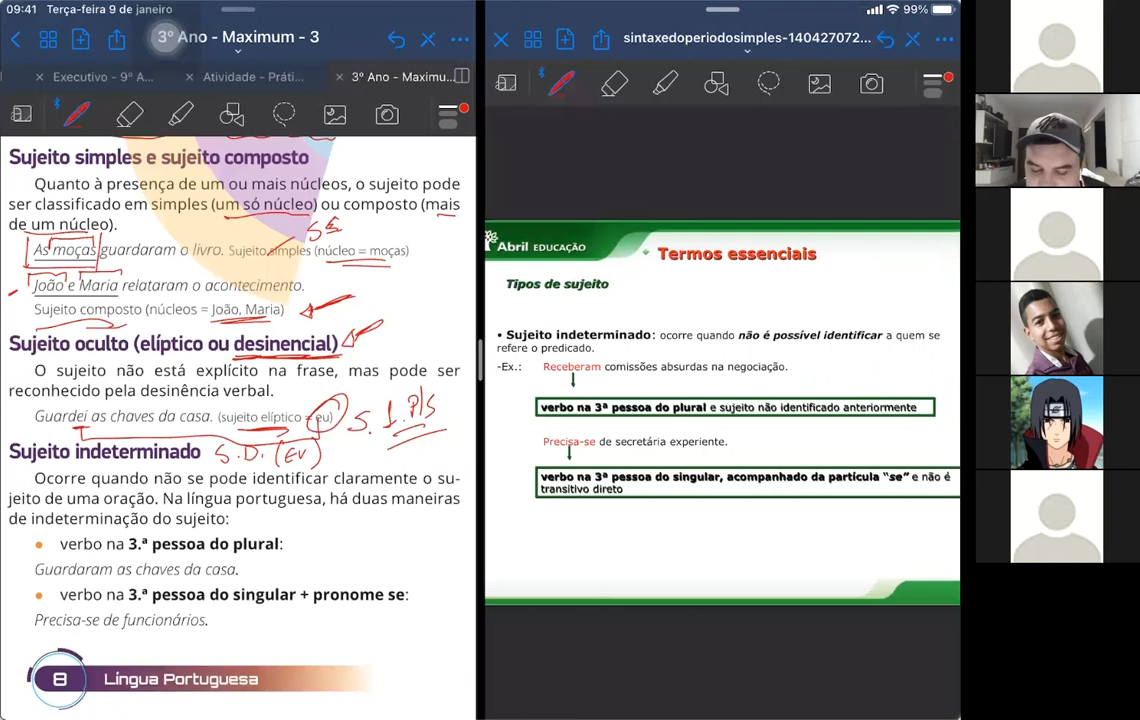 09:41 Terça-feira 9 de janeiro
99%
3º Ano - Maximum - 3
sintaxedoperiodosimples-140427072...
Executivo - 9º A...
Atividade - Práti...
3º Ano - Maximu...
Sujeito simples e sujeito composto
Quanto à presença de um ou mais núcleos, o sujeito pode
ser classificado em simples (um só núcleo) ou composto (mais
de um núcleo).
SS
As moças guardaram o livro. Sujeito simples (núcleo = moças)
João e Maria relataram o acontecimento.
Sujeito composto (núcleos = João, Maria)
Sujeito oculto (elíptico ou desinencial)
O sujeito não está explícito na frase, mas pode ser
reconhecido pela desinência verbal.
Guardei as chaves da casa. (sujeito elíptico = eu)
S. 1. P/S
Sujeito indeterminado
S.D. (EU)
Ocorre quando não se pode identificar claramente o su-
jeito de uma oração. Na língua portuguesa, há duas maneiras
de indeterminação do sujeito:
• verbo na 3.ª pessoa do plural:
Guardaram as chaves da casa.
• verbo na 3.ª pessoa do singular + pronome se:
Precisa-se de funcionários.
8 Língua Portuguesa
Abril EDUCAÇÃO
Termos essenciais
Tipos de sujeito
• Sujeito indeterminado: ocorre quando não é possível identificar a quem se
refere o predicado.
-Ex.: Receberam comissões absurdas na negociação.
verbo na 3ª pessoa do plural e sujeito não identificado anteriormente
Precisa-se de secretária experiente.
verbo na 3ª pessoa do singular, acompanhado da partícula "se" e não é
transitivo direto